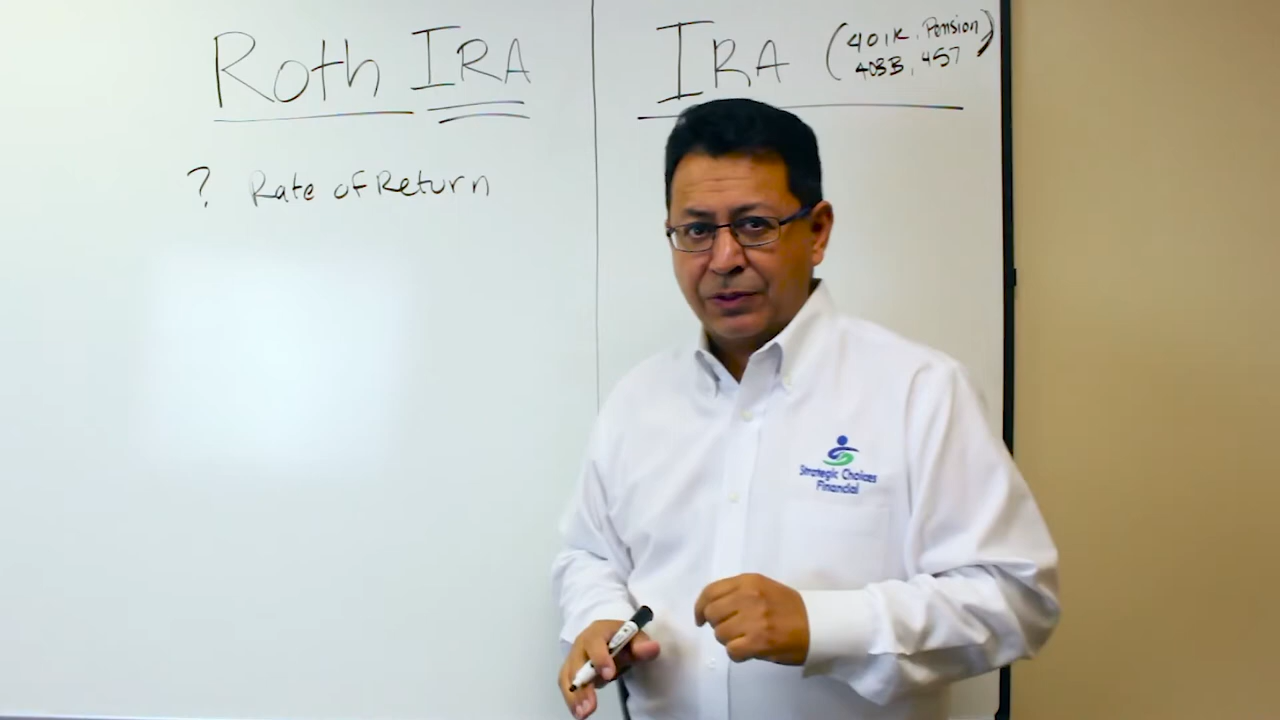 Roth IRA
? Rate of Return
IRA (401K, Pension)
403B, 457
Strategic Choices
Financial